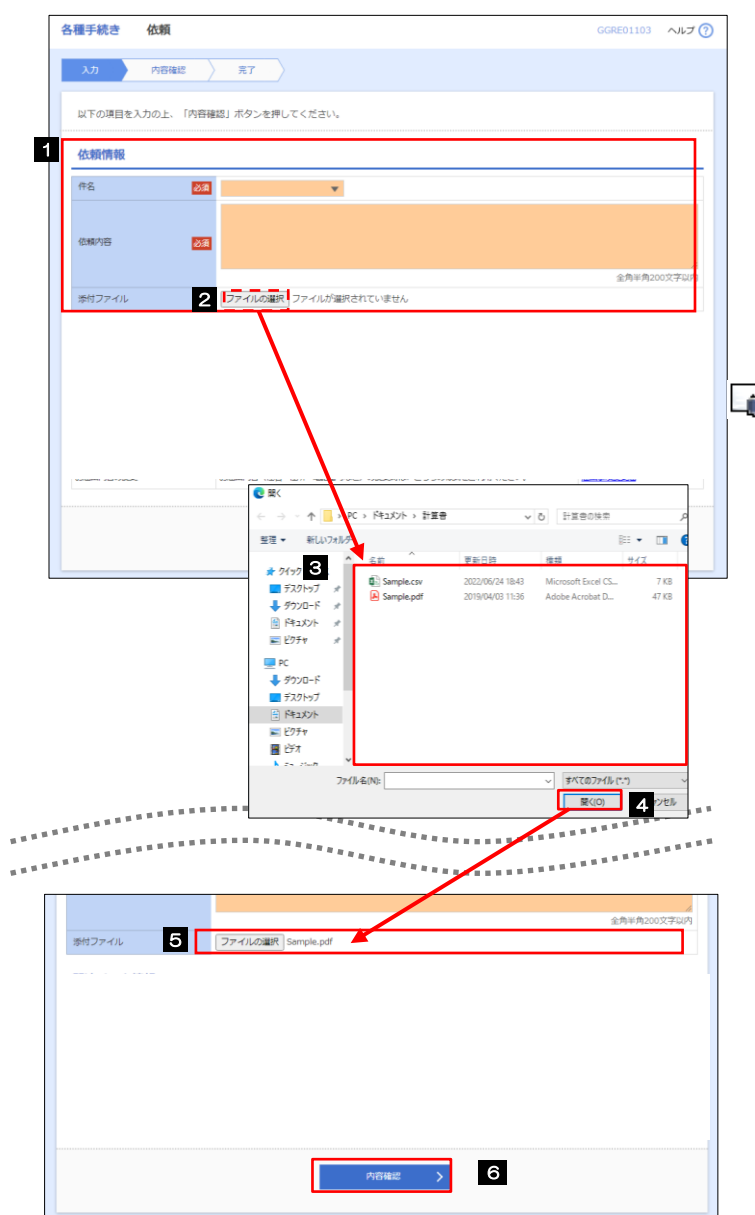 各種手続き 依頼 GGRE01103 ヘルプ ?
入力 内容確認 完了
以下の項目を入力の上、「内容確認」ボタンを押してください。
1
依頼情報
件名 必須
依頼内容 必須
全角半角200文字以内
添付ファイル 2 ファイルの選択 ファイルが選択されていません
開く
PC › ドキュメント › 計算書 計算書の検索
整理 新しいフォルダー
3
名前 更新日時 種類 サイズ
クイック
Sample.csv 2022/06/24 18:43 Microsoft Excel CS... 7 KB
デスクトップ
Sample.pdf 2019/04/03 11:36 Adobe Acrobat D... 47 KB
ダウンロード
ドキュメント
ピクチャ
PC
ダウンロード
デスクトップ
ドキュメント
ピクチャ
ビデオ
ファイル名(N): すべてのファイル (*.*)
開く(O) 4 ンセル
全角半角200文字以内
添付ファイル 5 ファイルの選択 Sample.pdf
内容確認 6